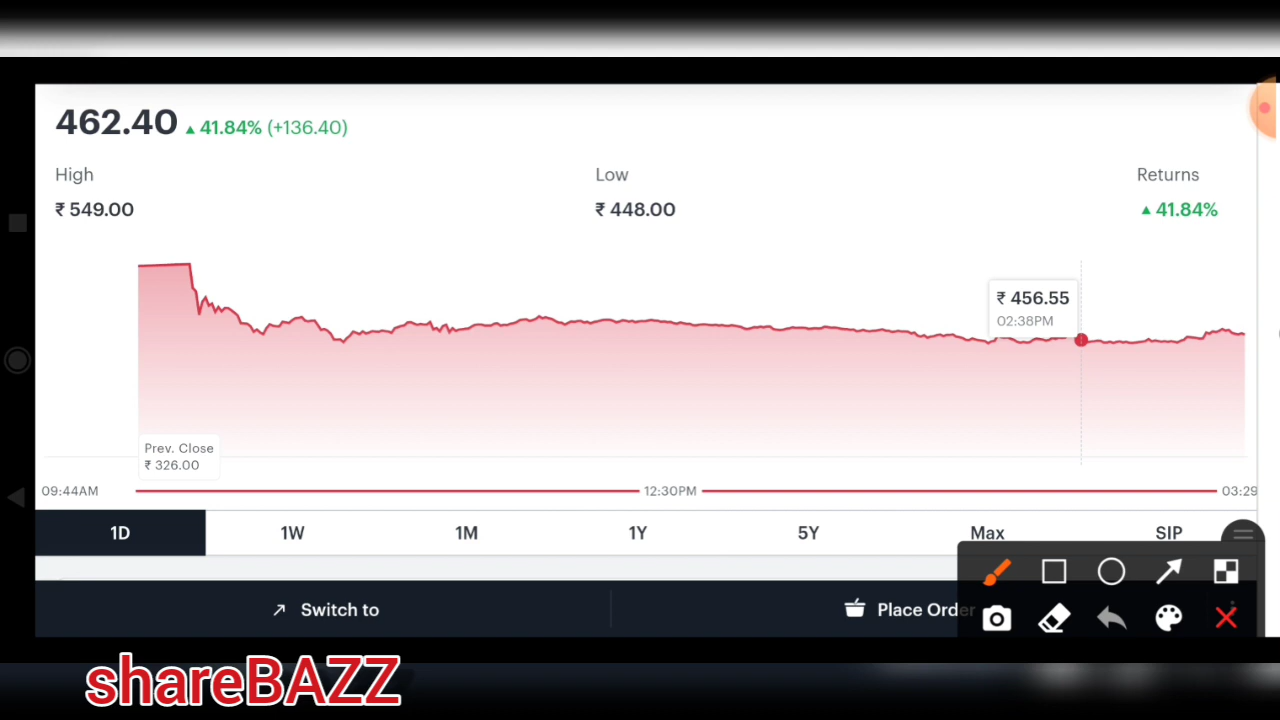 462.40 ▲ 41.84% (+136.40)
High Low Returns
₹ 549.00 ₹ 448.00 ▲ 41.84%
₹ 456.55
02:38PM
Prev. Close
₹ 326.00
09:44AM 12:30PM 03:29
1D 1W 1M 1Y 5Y Max SIP
Switch to Place Order
shareBAZZ